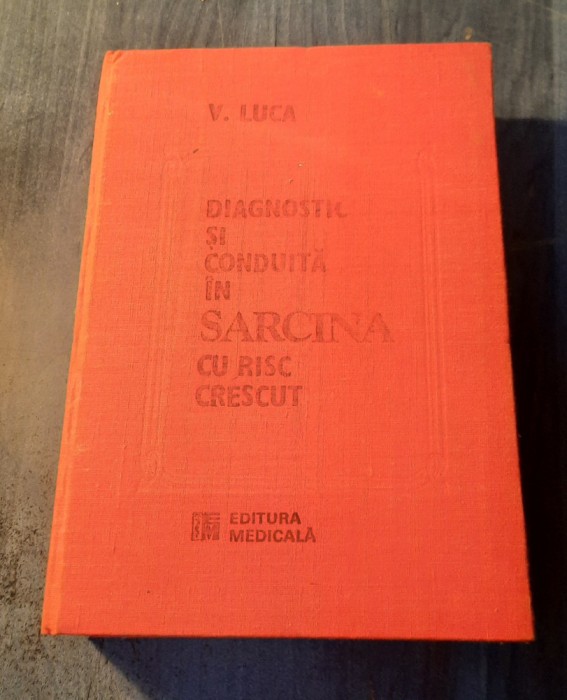 V. LUCA
DIAGNOSTIC
ȘI
CONDUITĂ
ÎN
SARCINA
CU RISC
CRESCUT
EDITURA
MEDICALĂ